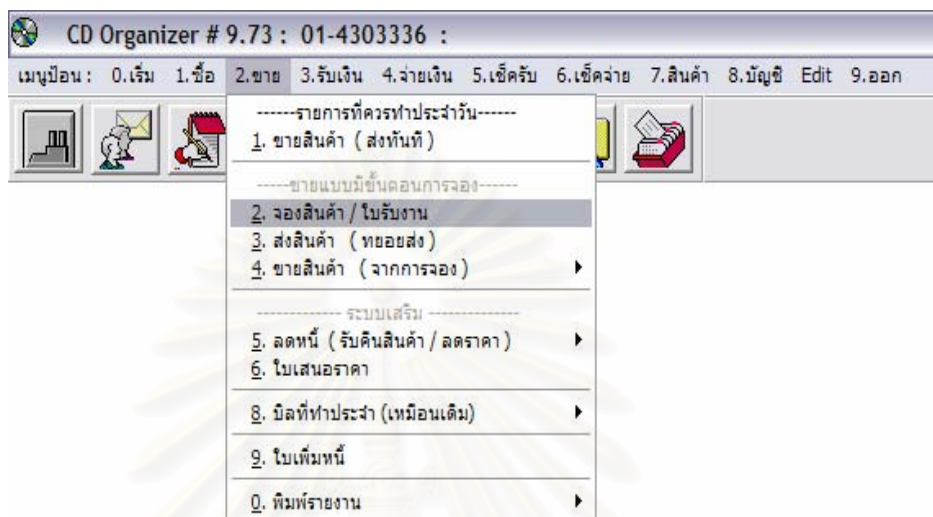 CD Organizer # 9.73 : 01-4303336 :
เมนูป้อน : 0.เริ่ม 1.ซื้อ 2.ขาย 3.รับเงิน 4.จ่ายเงิน 5.เช็ครับ 6.เช็คจ่าย 7.สินค้า 8.บัญชี Edit 9.ออก
------รายการที่ควรทำประจำวัน------
1. ขายสินค้า ( ส่งทันที )
-----ขายแบบมีขั้นตอนการจอง------
2. จองสินค้า / ใบรับงาน
3. ส่งสินค้า ( ทยอยส่ง )
4. ขายสินค้า ( จากการจอง )
-------------- ระบบเสริม ---------------
5. ลดหนี้ ( รับคืนสินค้า / ลดราคา )
6. ใบเสนอราคา
8. บิลที่ทำประจำ (เหมือนเดิม)
9. ใบเพิ่มหนี้
0. พิมพ์รายงาน